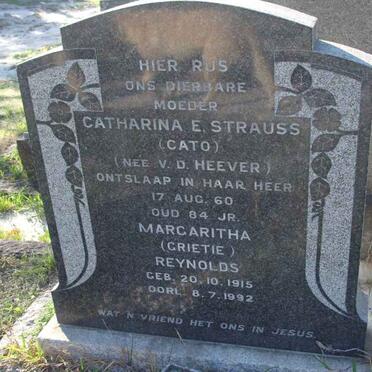 HIER RUS
ONS DIERBARE
MOEDER
CATHARINA E. STRAUSS
(CATO)
(NEE V.D. HEEVER)
ONTSLAAP IN HAAR HEER
17 AUG. 60
OUD 84 JR.
MARGARITHA
(GRIETIE)
REYNOLDS
GEB. 20.10.1915
OORL. 8.7.1992
WAT 'N VRIEND HET ONS IN JESUS